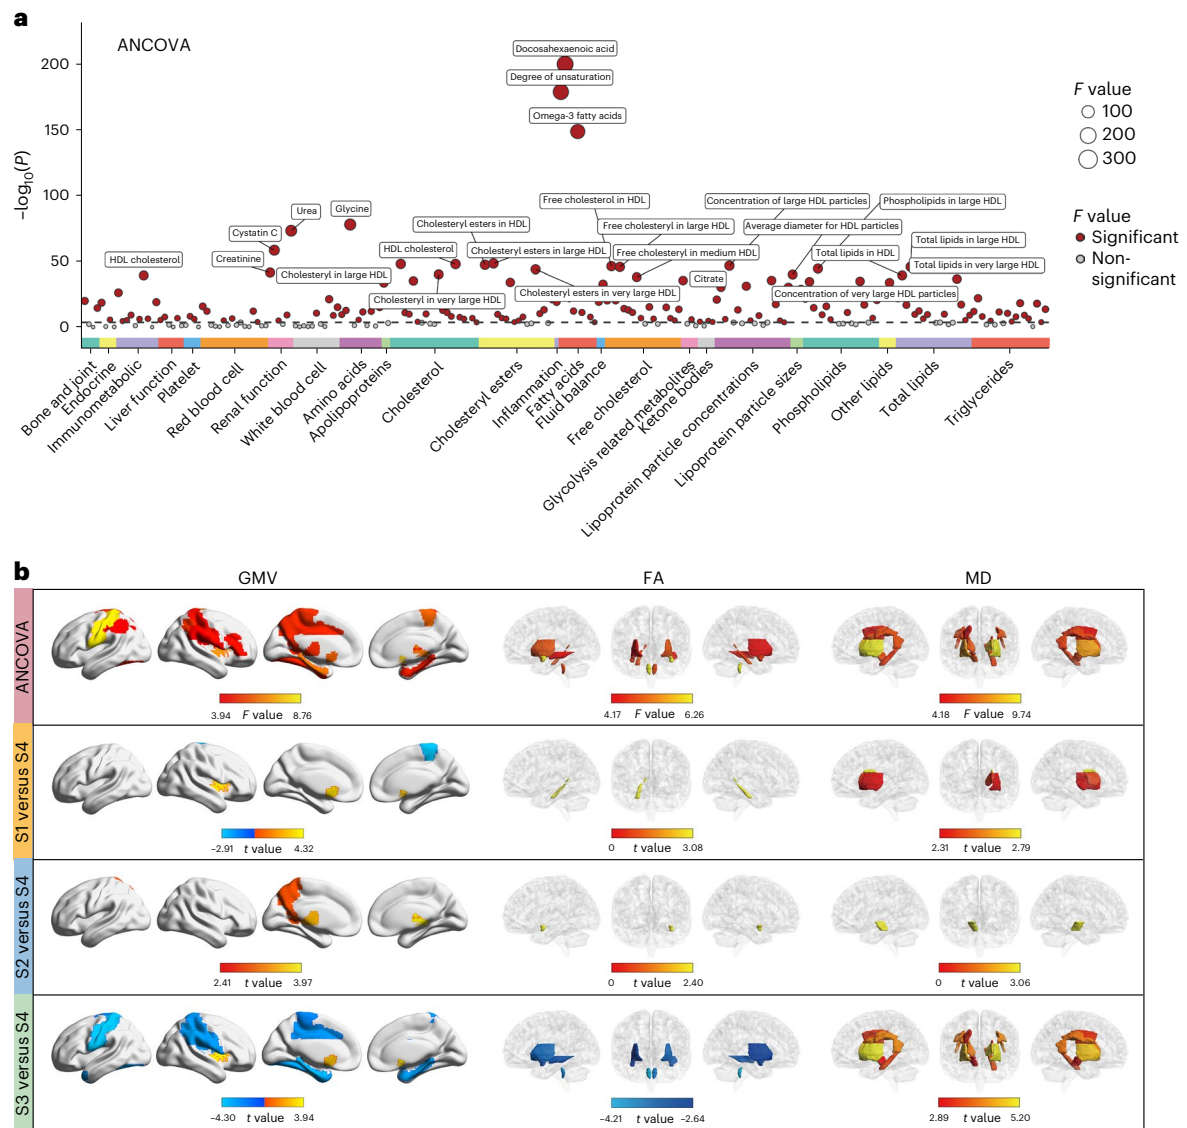 a
ANCOVA
−log10(P)
200
150
100
50
0
Docosahexaenoic acid
Degree of unsaturation
Omega-3 fatty acids
F value
100
200
300
F value
Significant
Non-
significant
Free cholesterol in HDL
Concentration of large HDL particles
Phospholipids in large HDL
Urea
Glycine
Cystatin C
Cholesteryl esters in HDL
Free cholesteryl in large HDL
Average diameter for HDL particles
Total lipids in large HDL
HDL cholesterol
Creatinine
HDL cholesterol
Cholesteryl esters in large HDL
Free cholesteryl in medium HDL
Total lipids in HDL
Total lipids in very large HDL
Cholesteryl in large HDL
Citrate
Cholesteryl in very large HDL
Cholesteryl esters in very large HDL
Concentration of very large HDL particles
Bone and joint
Endocrine
Immunometabolic
Liver function
Platelet
Red blood cell
Renal function
White blood cell
Amino acids
Apolipoproteins
Cholesterol
Cholesteryl esters
Inflammation
Fatty acids
Fluid balance
Free cholesterol
Glycolysis related metabolites
Ketone bodies
Lipoprotein particle concentrations
Lipoprotein particle sizes
Phospholipids
Other lipids
Total lipids
Triglycerides
b
GMV
FA
MD
ANCOVA
3.94 F value 8.76
4.17 F value 6.26
4.18 F value 9.74
S1 versus S4
−2.91 t value 4.32
0 t value 3.08
2.31 t value 2.79
S2 versus S4
2.41 t value 3.97
0 t value 2.40
0 t value 3.06
S3 versus S4
−4.30 t value 3.94
−4.21 t value −2.64
2.89 t value 5.20